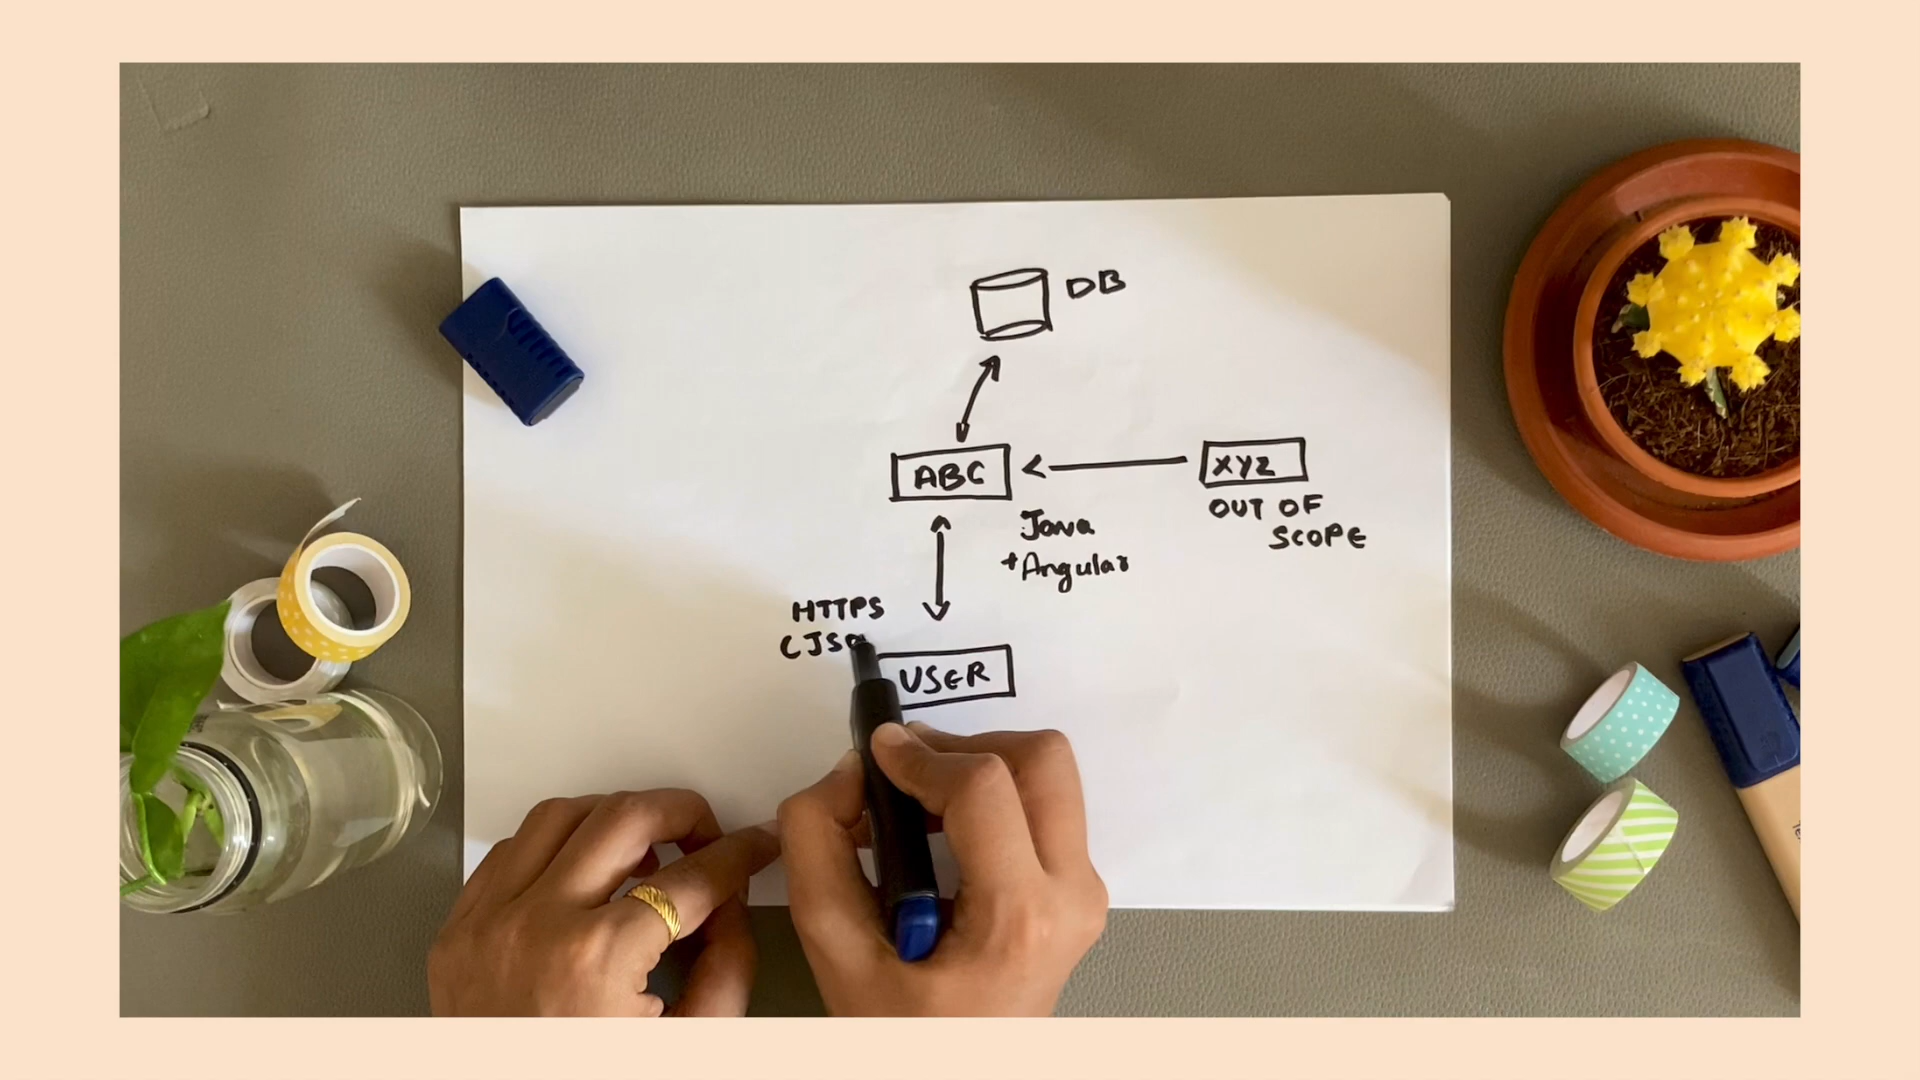 DB
ABC
XYZ
OUT OF
SCOPE
Java
+Angular
HTTPS
USER